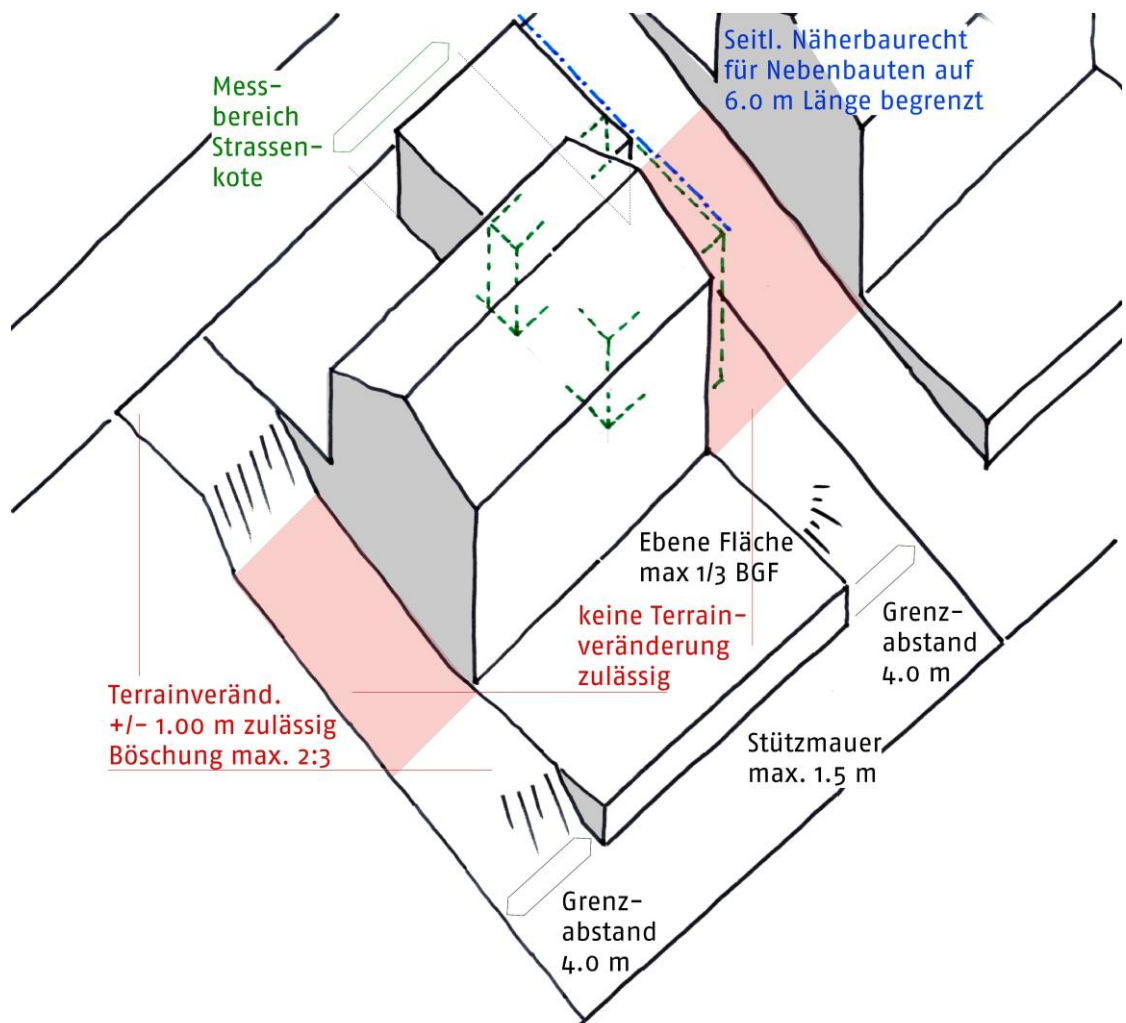 Seitl. Näherbaurecht
für Nebenbauten auf
6.0 m Länge begrenzt
Mess-
bereich
Strassen-
kote
Ebene Fläche
max 1/3 BGF
keine Terrain-
veränderung
zulässig
Grenz-
abstand
4.0 m
Terrainveränd.
+/- 1.00 m zulässig
Böschung max. 2:3
Stützmauer
max. 1.5 m
Grenz-
abstand
4.0 m